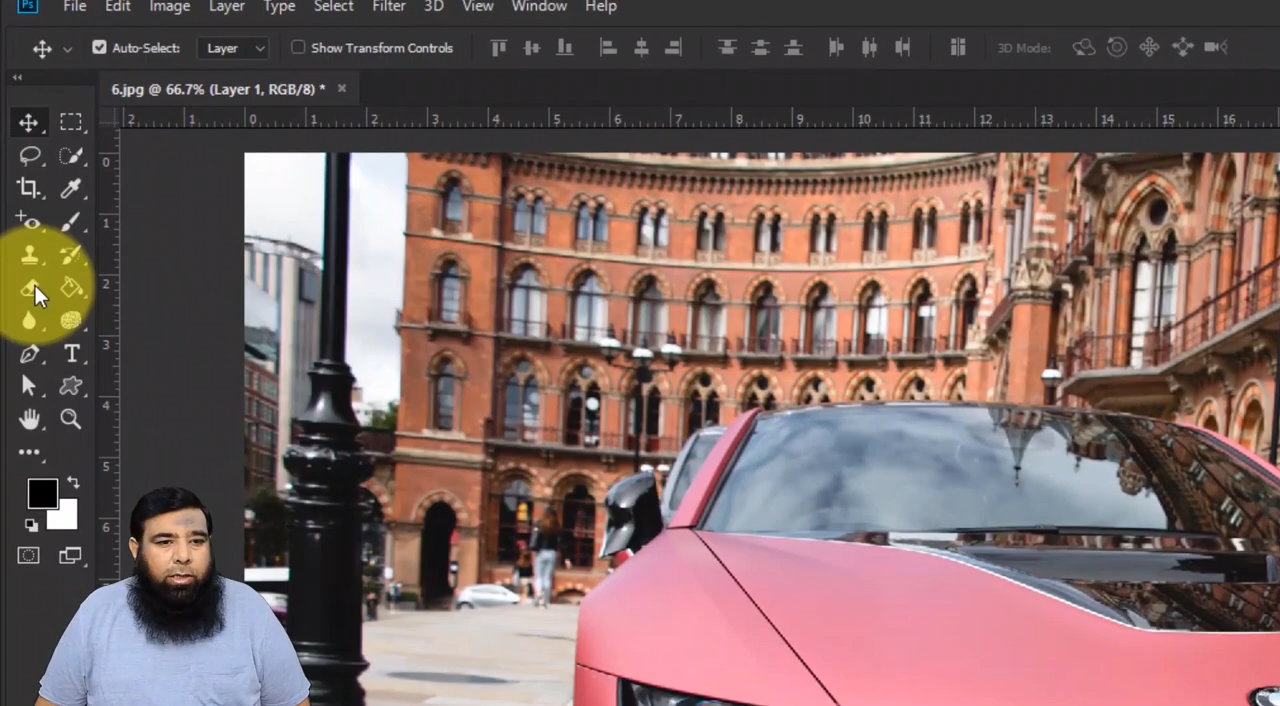 Ps File Edit Image Layer Type Select Filter 3D View Window Help
Auto-Select: Layer Show Transform Controls 3D Mode:
6.jpg @ 66.7% (Layer 1, RGB/8) *
2 1 0 1 2 3 4 5 6 7 8 9 10 11 12 13 14 15 16
0
1
2
3
T
4
5
6